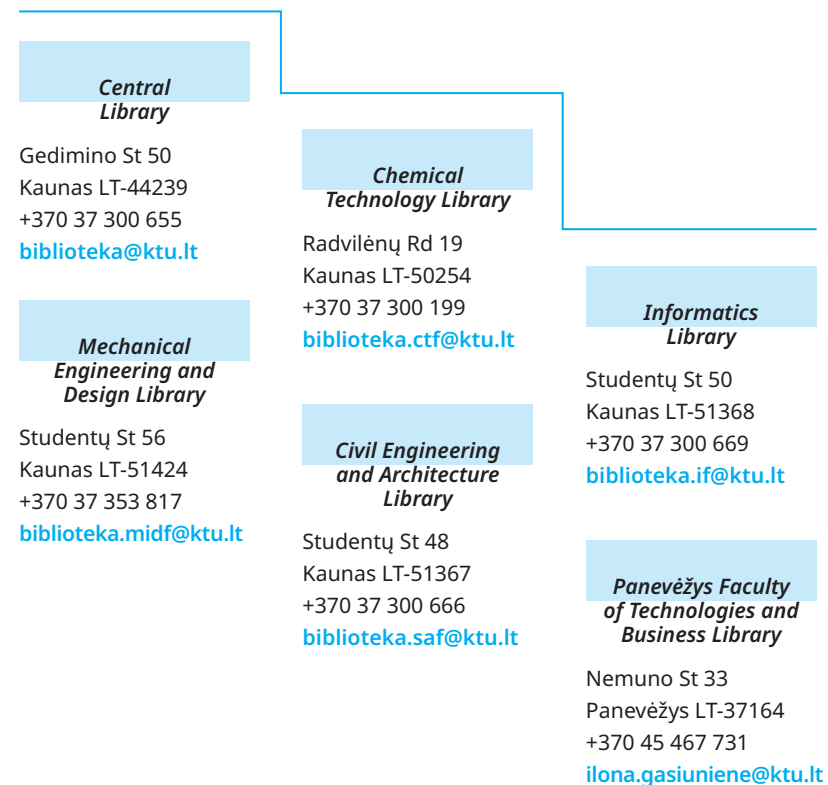 Central
Library
Gedimino St 50
Kaunas LT-44239
+370 37 300 655
biblioteka@ktu.lt
Mechanical
Engineering and
Design Library
Studentų St 56
Kaunas LT-51424
+370 37 353 817
biblioteka.midf@ktu.lt
Chemical
Technology Library
Radvilėnų Rd 19
Kaunas LT-50254
+370 37 300 199
biblioteka.ctf@ktu.lt
Civil Engineering
and Architecture
Library
Studentų St 48
Kaunas LT-51367
+370 37 300 666
biblioteka.saf@ktu.lt
Informatics
Library
Studentų St 50
Kaunas LT-51368
+370 37 300 669
biblioteka.if@ktu.lt
Panevėžys Faculty
of Technologies and
Business Library
Nemuno St 33
Panevėžys LT-37164
+370 45 467 731
ilona.gasiuniene@ktu.lt